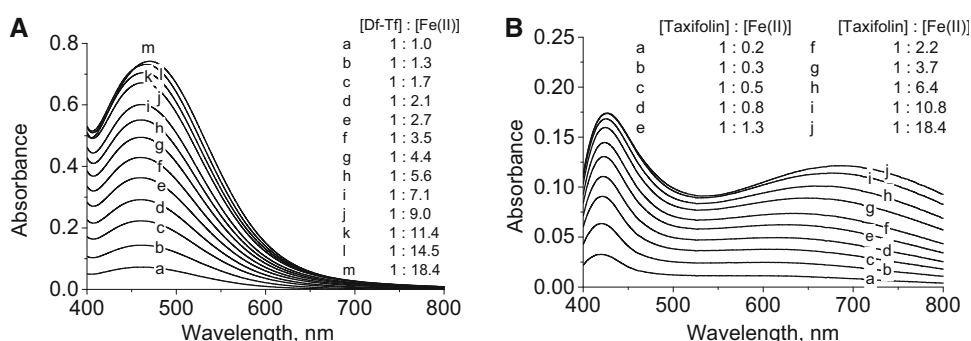 A
[Df-Tf] : [Fe(II)]
a 1 : 1.0
b 1 : 1.3
c 1 : 1.7
d 1 : 2.1
e 1 : 2.7
f 1 : 3.5
g 1 : 4.4
h 1 : 5.6
i 1 : 7.1
j 1 : 9.0
k 1 : 11.4
l 1 : 14.5
m 1 : 18.4
m
k l
j
i
h
g
f
e
d
c
b
a
0.8
0.6
0.4
0.2
0.0
Absorbance
400 500 600 700 800
Wavelength, nm
B
[Taxifolin] : [Fe(II)] [Taxifolin] : [Fe(II)]
a 1 : 0.2 f 1 : 2.2
b 1 : 0.3 g 1 : 3.7
c 1 : 0.5 h 1 : 6.4
d 1 : 0.8 i 1 : 10.8
e 1 : 1.3 j 1 : 18.4
j
i
h
g
f
e
d
c
b
a
0.25
0.20
0.15
0.10
0.05
0.00
Absorbance
400 500 600 700 800
Wavelength, nm